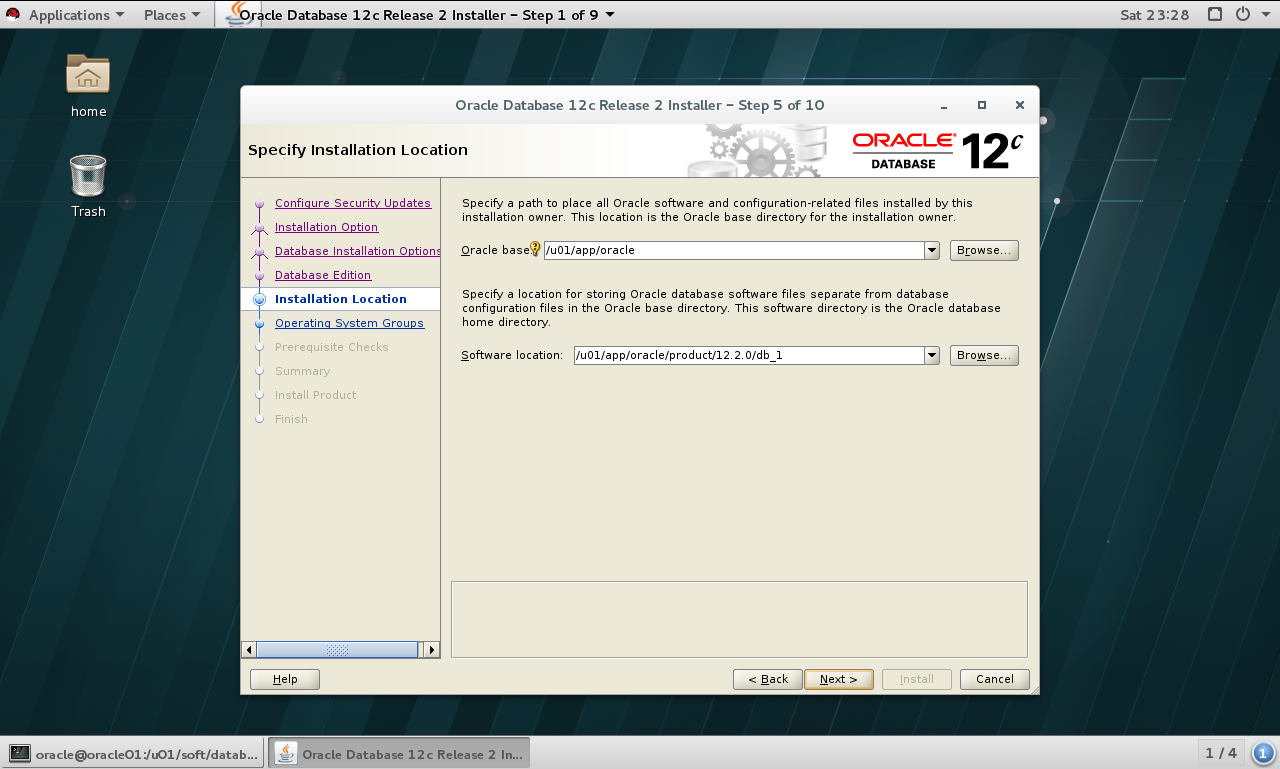 Applications
Places
Oracle Database 12c Release 2 Installer – Step 1 of 9
Sat 23:28
home
Trash
Oracle Database 12c Release 2 Installer – Step 5 of 10
Specify Installation Location
ORACLE
DATABASE
12c
Configure Security Updates
Installation Option
Database Installation Options
Database Edition
Installation Location
Operating System Groups
Prerequisite Checks
Summary
Install Product
Finish
Specify a path to place all Oracle software and configuration-related files installed by this
installation owner. This location is the Oracle base directory for the installation owner.
Oracle base:
/u01/app/oracle
Browse...
Specify a location for storing Oracle database software files separate from database
configuration files in the Oracle base directory. This software directory is the Oracle database
home directory.
Software location:
/u01/app/oracle/product/12.2.0/db_1
Browse...
Help
< Back
Next >
Install
Cancel
oracle@oracle01:/u01/soft/datab...
Oracle Database 12c Release 2 In...
1 / 4
1